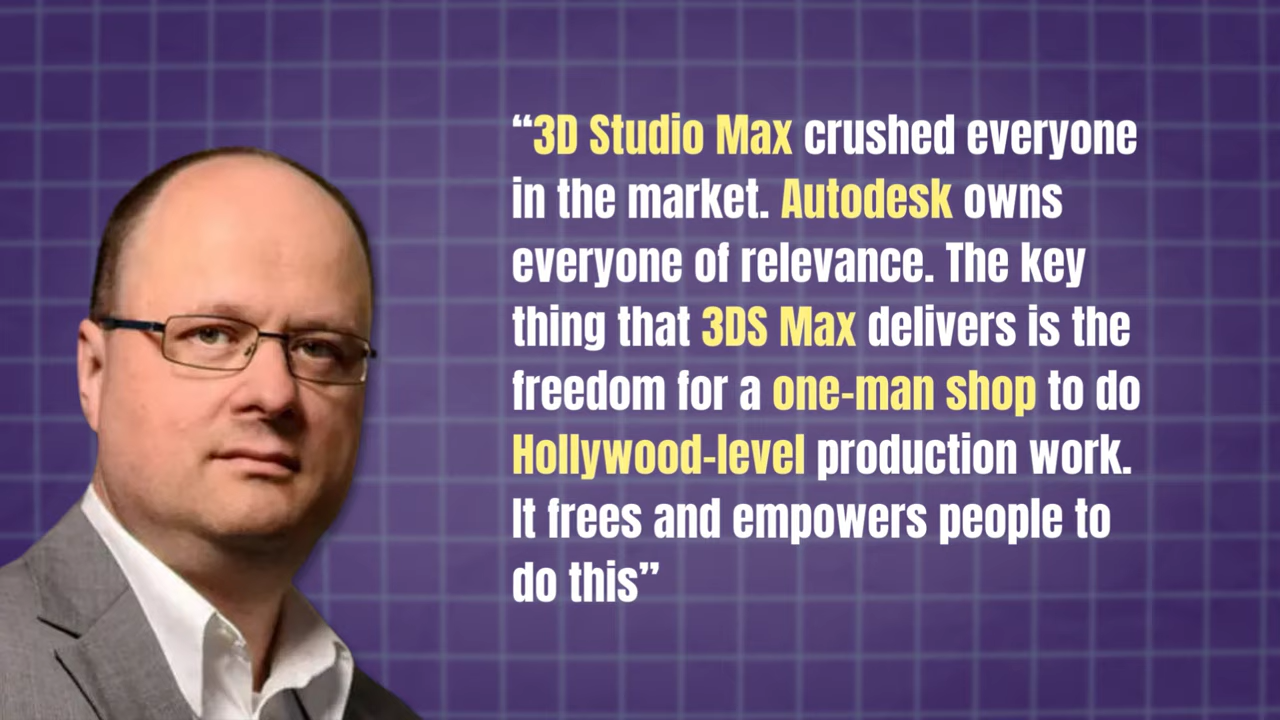 “3D Studio Max crushed everyone
in the market. Autodesk owns
everyone of relevance. The key
thing that 3DS Max delivers is the
freedom for a one-man shop to do
Hollywood-level production work.
It frees and empowers people to
do this”